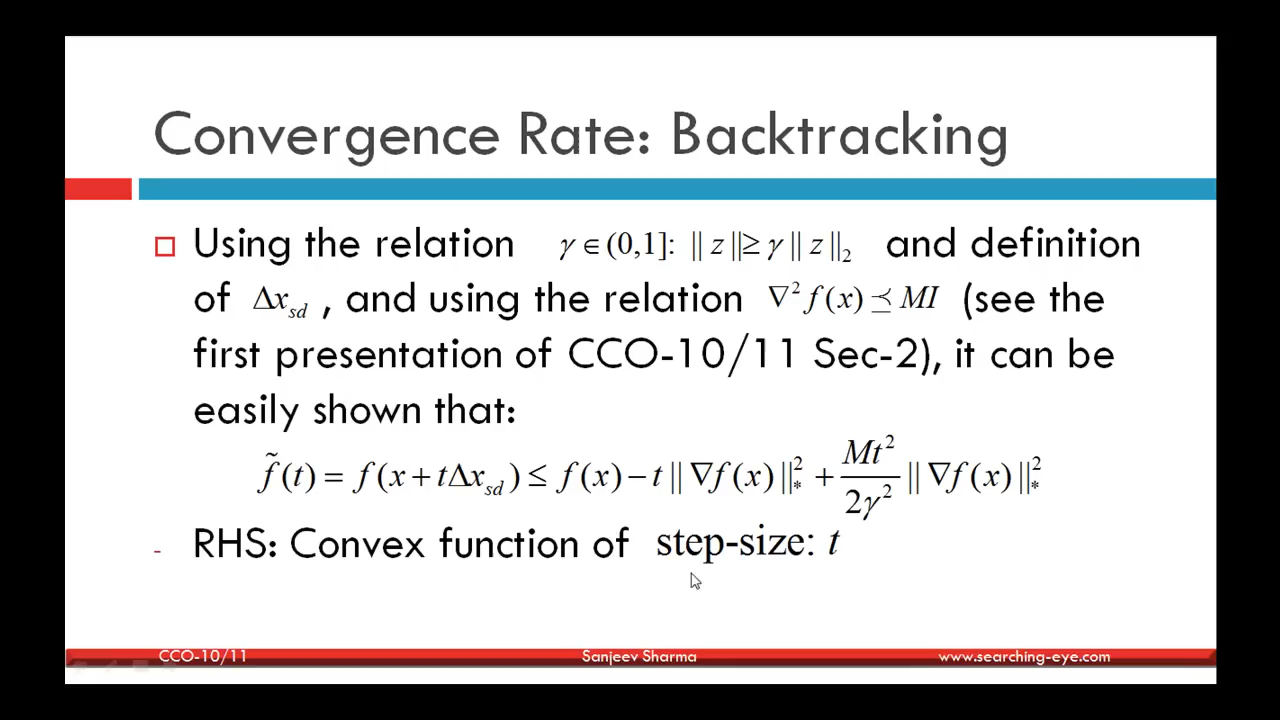 Convergence Rate: Backtracking
Using the relation γ ∈ (0,1]: || z ||≥ γ || z ||₂ and definition
of Δx_sd , and using the relation ∇² f(x) ⪯ MI (see the
first presentation of CCO-10/11 Sec-2), it can be
easily shown that:
f̃(t) = f(x + tΔx_sd) ≤ f(x) − t || ∇f(x) ||²_* + Mt²/2γ² || ∇f(x) ||²_*
- RHS: Convex function of step-size: t
CCO-10/11 Sanjeev Sharma www.searching-eye.com